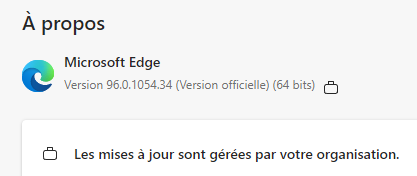 À propos
Microsoft Edge
Version 96.0.1054.34 (Version officielle) (64 bits)
Les mises à jour sont gérées par votre organisation.